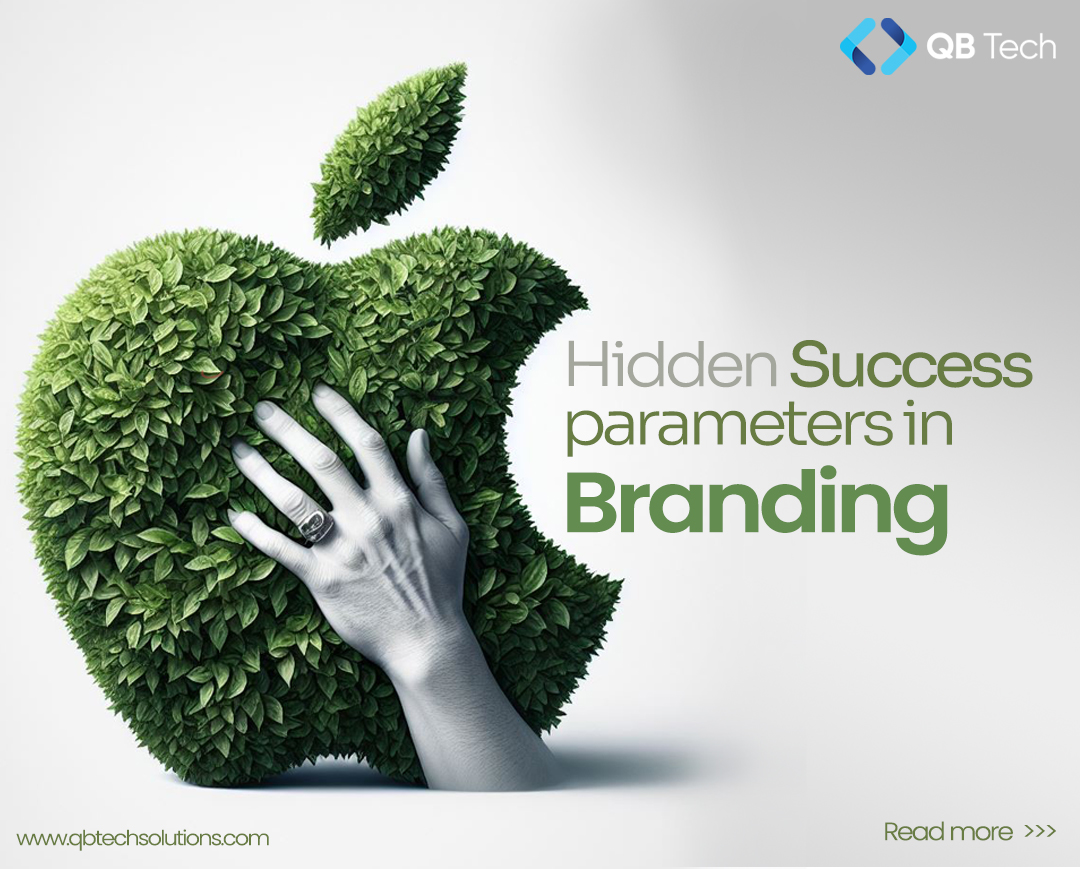 QB Tech
Hidden Success
parameters in
Branding
www.qbtechsolutions.com
Read more >>>